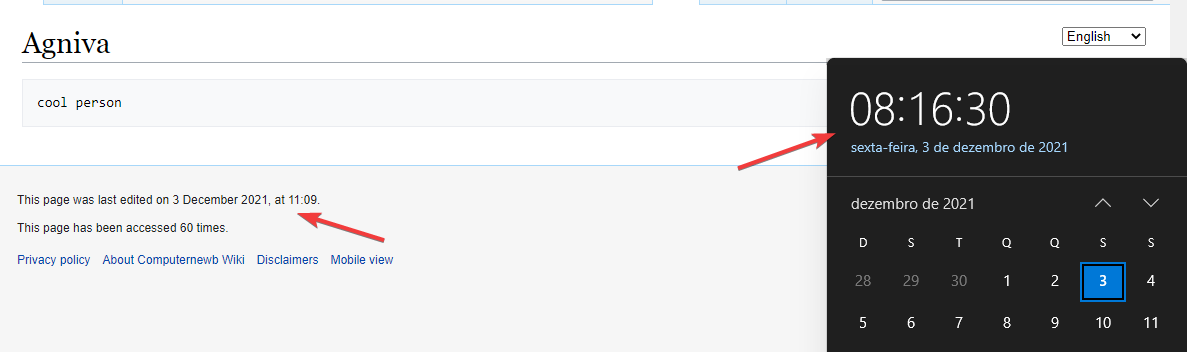 Agniva
English
cool person
08:16:30
sexta-feira, 3 de dezembro de 2021
This page was last edited on 3 December 2021, at 11:09.
This page has been accessed 60 times.
Privacy policy About Computernewb Wiki Disclaimers Mobile view
dezembro de 2021
D S T Q Q S S
28 29 30 1 2 3 4
5 6 7 8 9 10 11